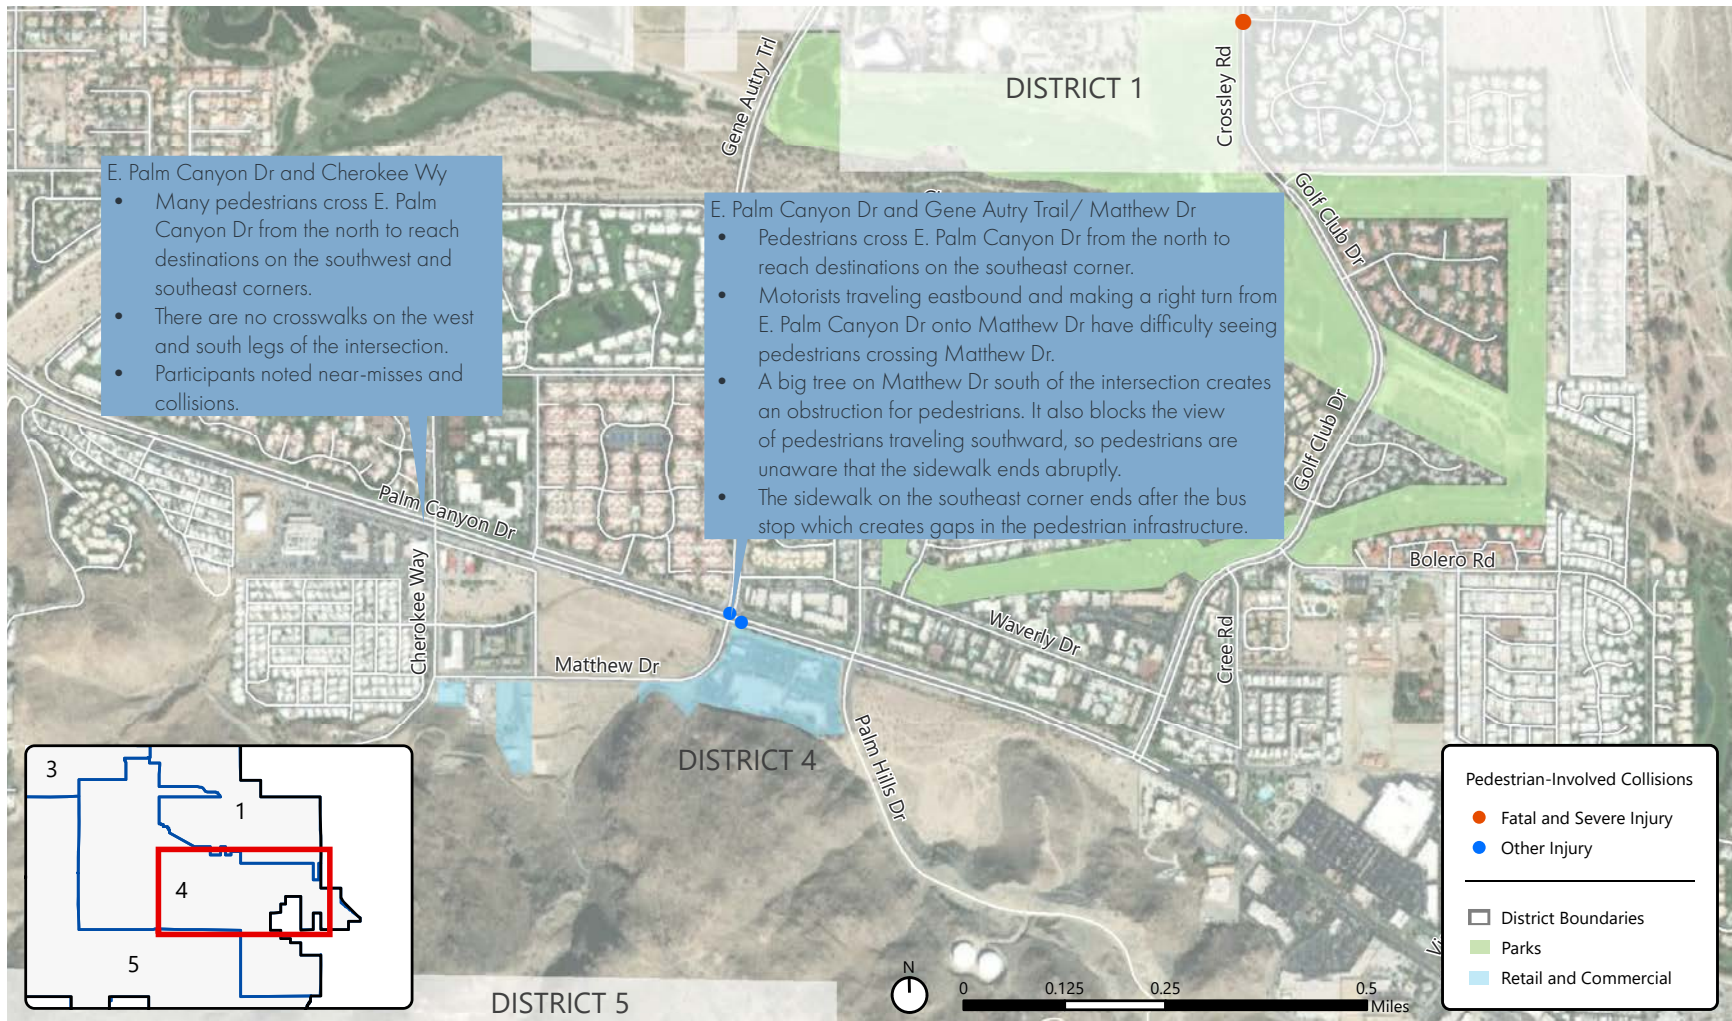 DISTRICT 1
Gene Autry Trl
Crossley Rd
Golf Club Dr
E. Palm Canyon Dr and Cherokee Wy
• Many pedestrians cross E. Palm
Canyon Dr from the north to reach
destinations on the southwest and
southeast corners.
• There are no crosswalks on the west
and south legs of the intersection.
• Participants noted near-misses and
collisions.
E. Palm Canyon Dr and Gene Autry Trail/ Matthew Dr
• Pedestrians cross E. Palm Canyon Dr from the north to
reach destinations on the southeast corner.
• Motorists traveling eastbound and making a right turn from
E. Palm Canyon Dr onto Matthew Dr have difficulty seeing
pedestrians crossing Matthew Dr.
• A big tree on Matthew Dr south of the intersection creates
an obstruction for pedestrians. It also blocks the view
of pedestrians traveling southward, so pedestrians are
unaware that the sidewalk ends abruptly.
• The sidewalk on the southeast corner ends after the bus
stop which creates gaps in the pedestrian infrastructure.
Golf Club Dr
Palm Canyon Dr
Cherokee Way
Bolero Rd
Waverly Dr
Cree Rd
Matthew Dr
Palm Hills Dr
DISTRICT 4
DISTRICT 5
3
1
4
5
N
0 0.125 0.25 0.5
Miles
Pedestrian-Involved Collisions
Fatal and Severe Injury
Other Injury
District Boundaries
Parks
Retail and Commercial